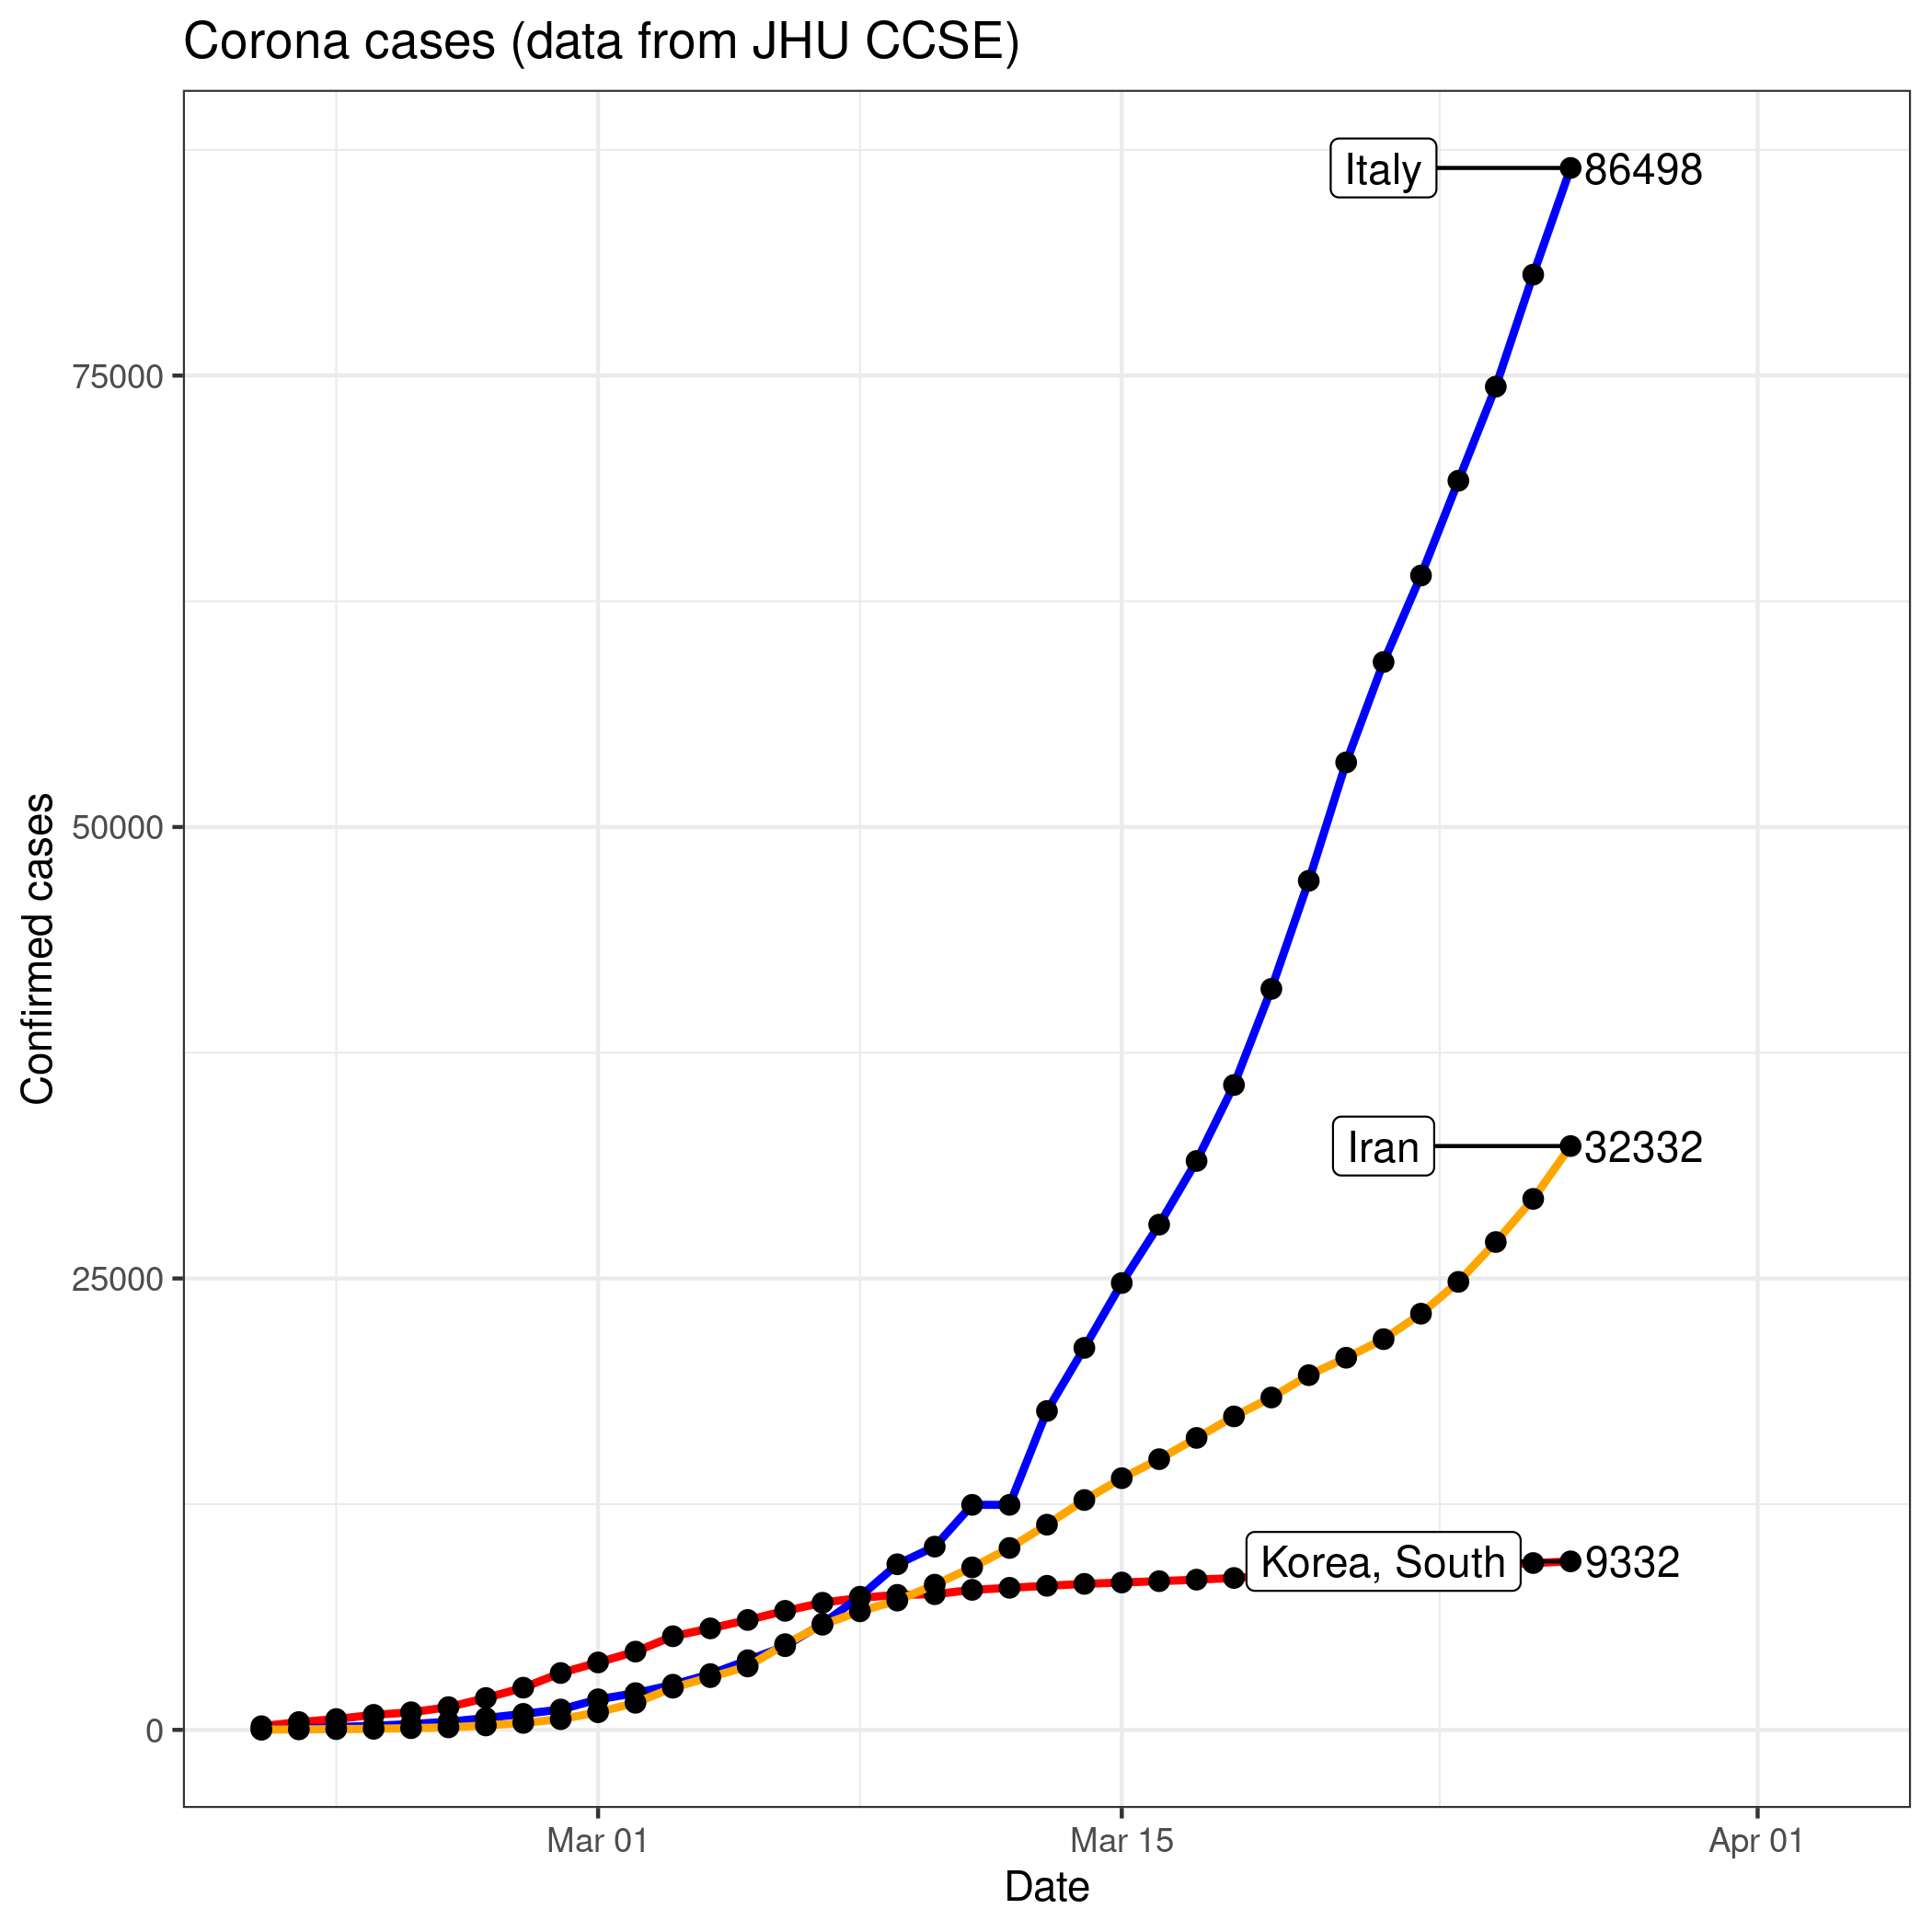 Corona cases (data from JHU CCSE)
Italy
86498
75000
50000
Confirmed cases
Iran
32332
25000
Korea, South
9332
0
Mar 01
Mar 15
Apr 01
Date